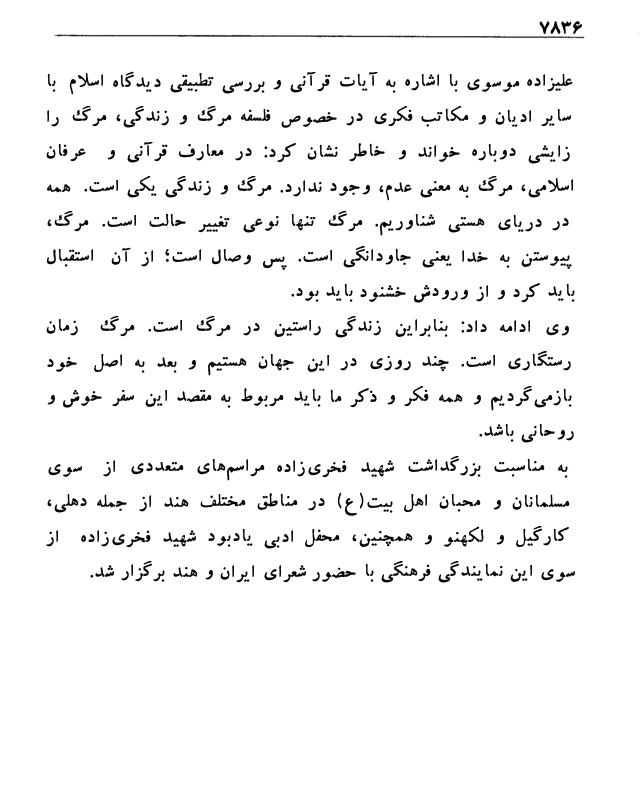 ۷۸۳۶
علیزاده موسوی با اشاره به آیات قرآنی و بررسی تطبیقی دیدگاه اسلام با
سایر ادیان و مکاتب فکری در خصوص فلسفه مرگ و زندگی، مرگ را
زایشی دوباره خواند و خاطر نشان کرد: در معارف قرآنی و عرفان
اسلامی، مرگ به معنی عدم، وجود ندارد. مرگ و زندگی یکی است. همه
در دریای هستی شناوریم. مرگ تنها نوعی تغییر حالت است. مرگ،
پیوستن به خدا یعنی جاودانگی است. پس وصال است؛ از آن استقبال
باید کرد و از ورودش خشنود باید بود.
وی ادامه داد: بنابراین زندگی راستین در مرگ است. مرگ زمان
رستگاری است. چند روزی در این جهان هستیم و بعد به اصل خود
بازمی‌گردیم و همه فکر و ذکر ما باید مربوط به مقصد این سفر خوش و
روحانی باشد.
به مناسبت بزرگداشت شهید فخری‌زاده مراسم‌های متعددی از سوی
مسلمانان و محبان اهل بیت(ع) در مناطق مختلف هند از جمله دهلی،
کارگیل و لکهنو و همچنین، محفل ادبی یادبود شهید فخری‌زاده از
سوی این نمایندگی فرهنگی با حضور شعرای ایران و هند برگزار شد.